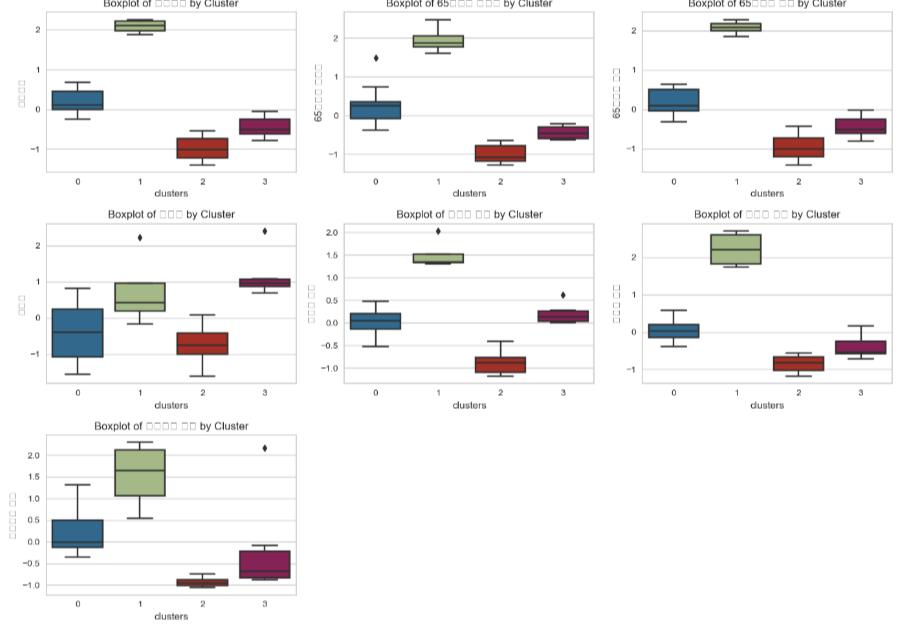 Boxplot of □□□□ by Cluster
□□□□
2
1
0
−1
0 1 2 3
clusters
Boxplot of 65□□□ □□□ by Cluster
65□□□ □□□
2
1
0
−1
0 1 2 3
clusters
Boxplot of 65□□□ □□ by Cluster
65□□□ □□
2
1
0
−1
0 1 2 3
clusters
Boxplot of □□□ by Cluster
□□□
2
1
0
−1
0 1 2 3
clusters
Boxplot of □□□ □□ by Cluster
□□□ □□
2.0
1.5
1.0
0.5
0.0
−0.5
−1.0
0 1 2 3
clusters
Boxplot of □□□ □□ by Cluster
□□□ □□
2
1
0
−1
0 1 2 3
clusters
Boxplot of □□□□ □□ by Cluster
□□□□ □□
2.0
1.5
1.0
0.5
0.0
−0.5
−1.0
0 1 2 3
clusters